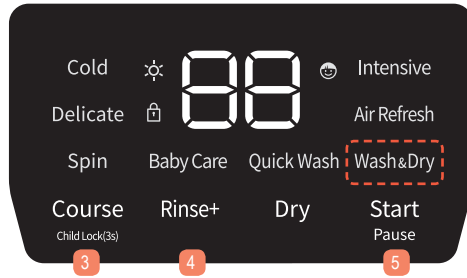 Cold 88 Intensive
Delicate Air Refresh
Spin Baby Care Quick Wash Wash&Dry
Course Rinse+ Dry Start
Child Lock(3s) Pause
3 4 5